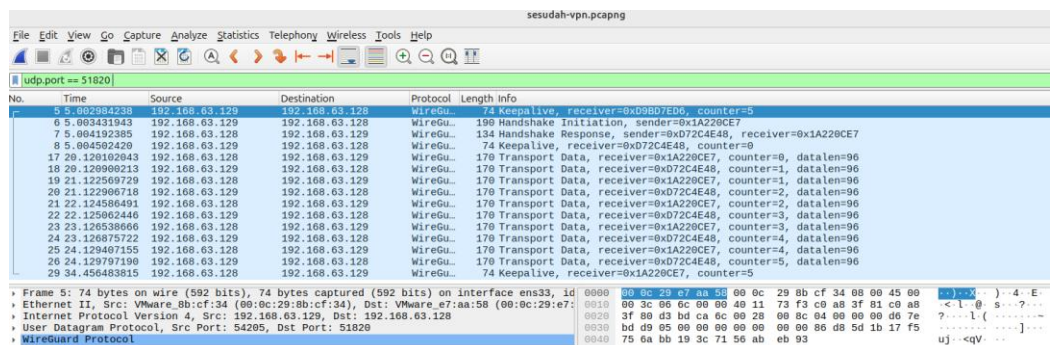 sesudah-vpn.pcapng
File Edit View Go Capture Analyze Statistics Telephony Wireless Tools Help
udp.port == 51820
No. Time Source Destination Protocol Length Info
5 5.002984238 192.168.63.129 192.168.63.128 WireGu… 74 Keepalive, receiver=0xD9BD7ED6, counter=5
6 5.003431943 192.168.63.129 192.168.63.128 WireGu… 190 Handshake Initiation, sender=0x1A220CE7
7 5.004192385 192.168.63.128 192.168.63.129 WireGu… 134 Handshake Response, sender=0xD72C4E48, receiver=0x1A220CE7
8 5.004502420 192.168.63.129 192.168.63.128 WireGu… 74 Keepalive, receiver=0xD72C4E48, counter=0
17 20.120102043 192.168.63.128 192.168.63.129 WireGu… 170 Transport Data, receiver=0x1A220CE7, counter=0, datalen=96
18 20.120900213 192.168.63.129 192.168.63.128 WireGu… 170 Transport Data, receiver=0xD72C4E48, counter=1, datalen=96
19 21.122569729 192.168.63.128 192.168.63.129 WireGu… 170 Transport Data, receiver=0x1A220CE7, counter=1, datalen=96
20 21.122906718 192.168.63.129 192.168.63.128 WireGu… 170 Transport Data, receiver=0xD72C4E48, counter=2, datalen=96
21 22.124586491 192.168.63.128 192.168.63.129 WireGu… 170 Transport Data, receiver=0x1A220CE7, counter=2, datalen=96
22 22.125062446 192.168.63.129 192.168.63.128 WireGu… 170 Transport Data, receiver=0xD72C4E48, counter=3, datalen=96
23 23.126538666 192.168.63.128 192.168.63.129 WireGu… 170 Transport Data, receiver=0x1A220CE7, counter=3, datalen=96
24 23.126875722 192.168.63.129 192.168.63.128 WireGu… 170 Transport Data, receiver=0xD72C4E48, counter=4, datalen=96
25 24.129407155 192.168.63.128 192.168.63.129 WireGu… 170 Transport Data, receiver=0x1A220CE7, counter=4, datalen=96
26 24.129797190 192.168.63.129 192.168.63.128 WireGu… 170 Transport Data, receiver=0xD72C4E48, counter=5, datalen=96
29 34.456483815 192.168.63.128 192.168.63.129 WireGu… 74 Keepalive, receiver=0x1A220CE7, counter=5
Frame 5: 74 bytes on wire (592 bits), 74 bytes captured (592 bits) on interface ens33, id
Ethernet II, Src: VMware_8b:cf:34 (00:0c:29:8b:cf:34), Dst: VMware_e7:aa:58 (00:0c:29:e7:
Internet Protocol Version 4, Src: 192.168.63.129, Dst: 192.168.63.128
User Datagram Protocol, Src Port: 54205, Dst Port: 51820
WireGuard Protocol
0000 00 0c 29 e7 aa 58 00 0c 29 8b cf 34 08 00 45 00 ··)··X·· )··4··E·
0010 00 3c 06 6c 00 00 40 11 73 f3 c0 a8 3f 81 c0 a8 ·<·l··@· s···?···
0020 3f 80 d3 bd ca 6c 00 28 00 8c 04 00 00 00 d6 7e ?····l·( ·······~
0030 bd d9 05 00 00 00 00 00 00 00 86 d8 5d 1b 17 f5 ········ ····]···
0040 75 6a bb 19 3c 71 56 ab eb 93 uj··<qV· ··